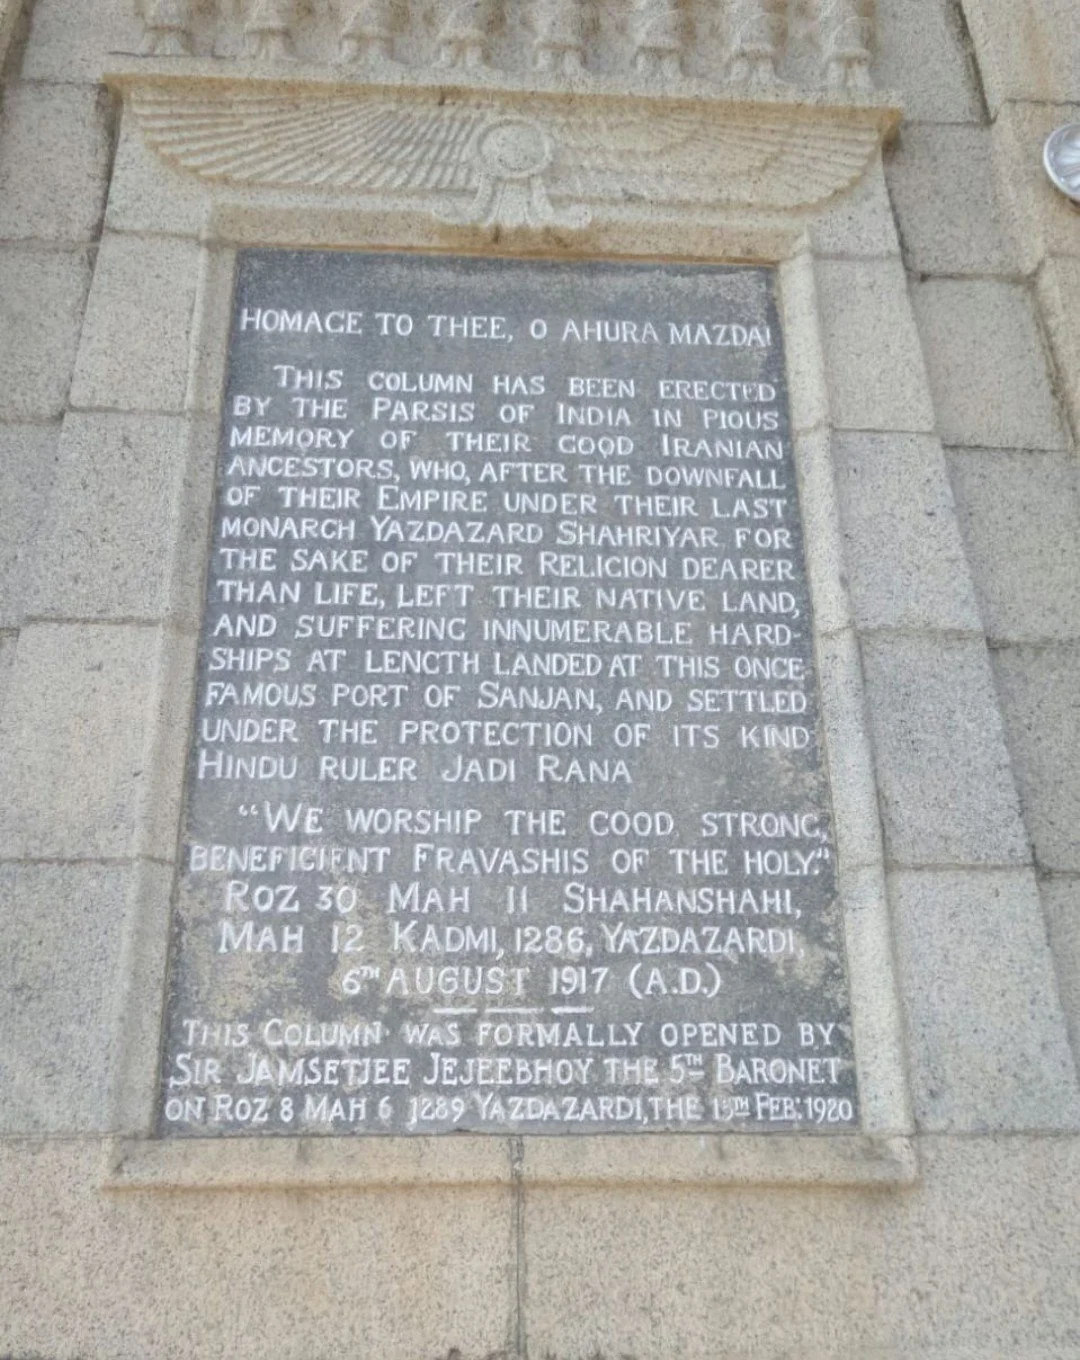 HOMAGE TO THEE, O AHURA MAZDA!
THIS COLUMN HAS BEEN ERECTED
BY THE PARSIS OF INDIA IN PIOUS
MEMORY OF THEIR GOOD IRANIAN
ANCESTORS, WHO, AFTER THE DOWNFALL
OF THEIR EMPIRE UNDER THEIR LAST
MONARCH YAZDAZARD SHAHRIYAR FOR
THE SAKE OF THEIR RELIGION DEARER
THAN LIFE, LEFT THEIR NATIVE LAND,
AND SUFFERING INNUMERABLE HARD-
SHIPS AT LENGTH LANDED AT THIS ONCE
FAMOUS PORT OF SANJAN, AND SETTLED
UNDER THE PROTECTION OF ITS KIND
HINDU RULER JADI RANA
"WE WORSHIP THE GOOD, STRONG,
BENEFICIENT FRAVASHIS OF THE HOLY."
ROZ 30 MAH 11 SHAHANSHAHI,
MAH 12 KADMI, 1286, YAZDAZARDI,
6TH AUGUST 1917 (A.D.)
THIS COLUMN WAS FORMALLY OPENED BY
SIR JAMSETJEE JEJEEBHOY THE 5TH BARONET
ON ROZ 8 MAH 6 1289 YAZDAZARDI, THE FEB: 1920